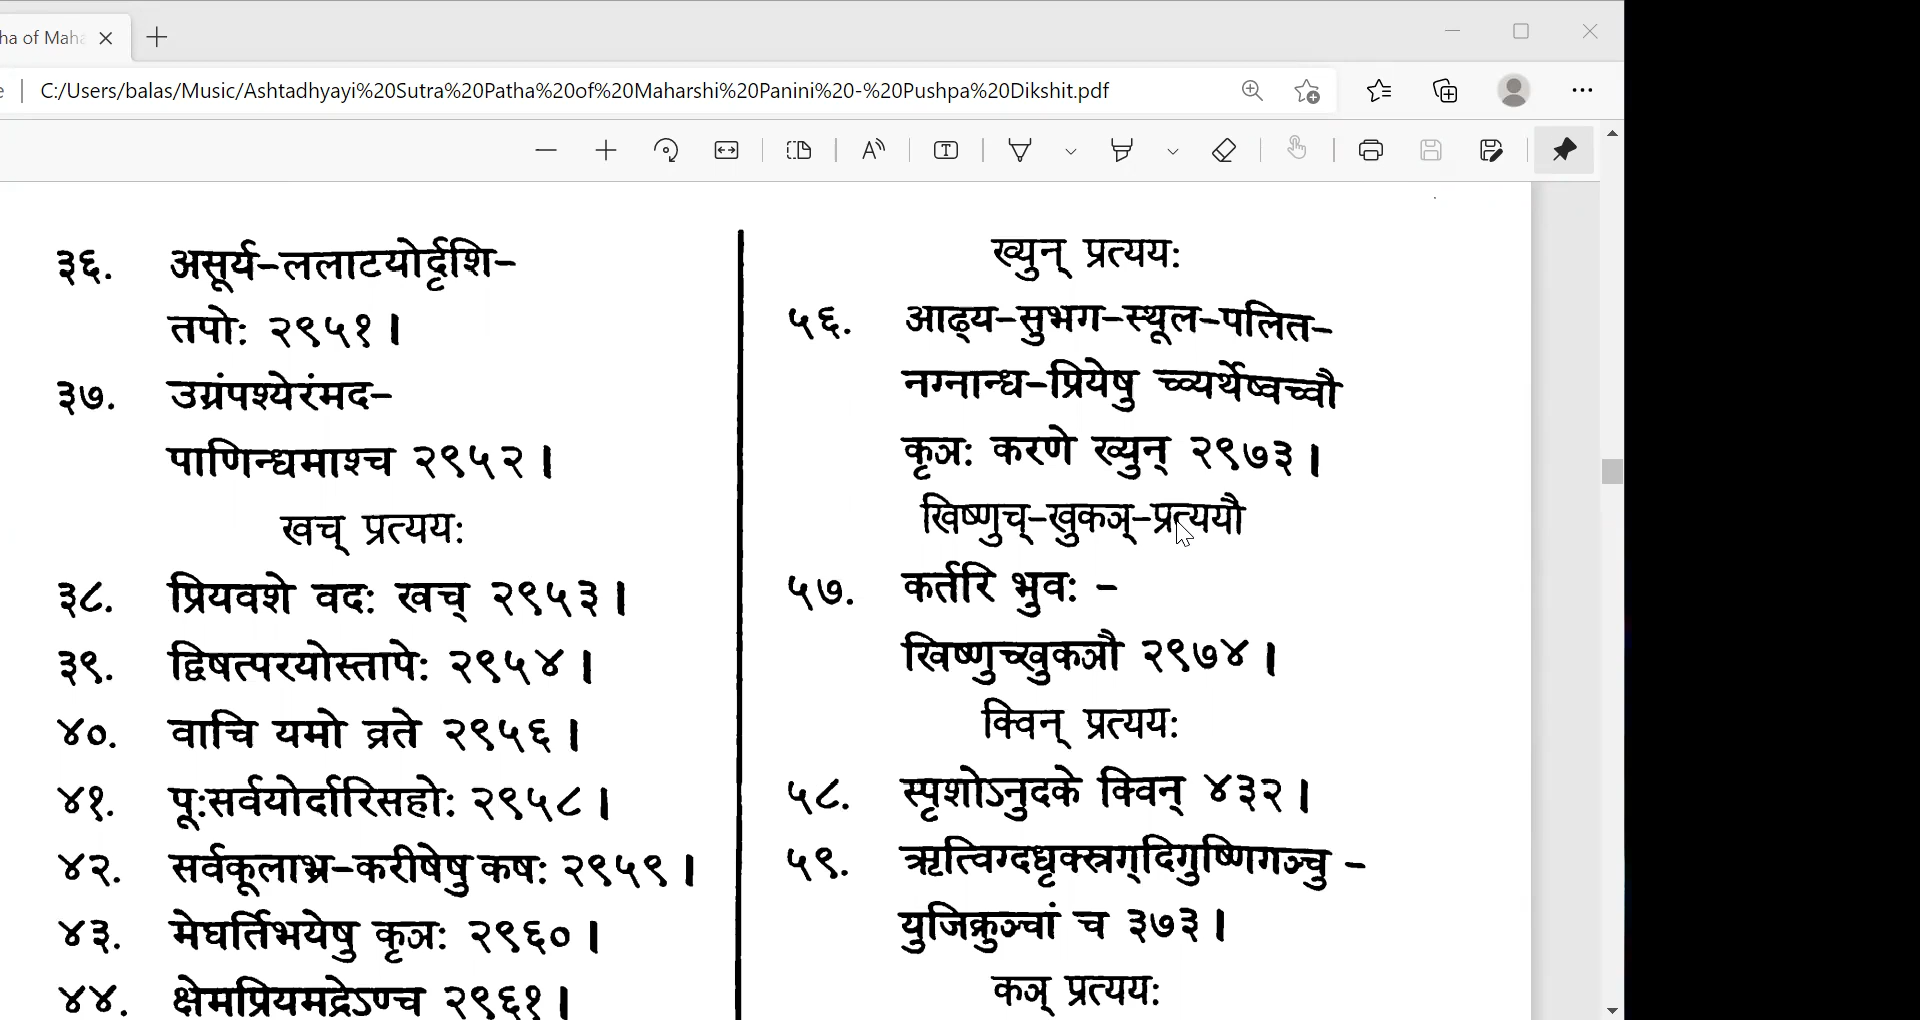 ha of Maha
C:/Users/balas/Music/Ashtadhyayi%20Sutra%20Patha%20of%20Maharshi%20Panini%20-%20Pushpa%20Dikshit.pdf
३६. असूर्य-ललाटयोर्दृशि-
तपोः २९५१।
३७. उग्रंपश्येरंमद-
पाणिन्धमाश्च २९५२।
खच् प्रत्ययः
३८. प्रियवशे वदः खच् २९५३।
३९. द्विषत्परयोस्तापेः २९५४।
४०. वाचि यमो व्रते २९५६।
४१. पूःसर्वयोर्दारिसहोः २९५८।
४२. सर्वकूलाभ्र-करीषेषु कषः २९५९।
४३. मेघर्तिभयेषु कृञः २९६०।
४४. क्षेमप्रियमद्रेऽण्च २९६१।
ख्युन् प्रत्ययः
५६. आढ्य-सुभग-स्थूल-पलित-
नग्नान्ध-प्रियेषु च्व्यर्थेष्वच्वौ
कृञः करणे ख्युन् २९७३।
खिष्णुच्-खुकञ्-प्रत्ययौ
५७. कर्तरि भुवः -
खिष्णुच्खुकञौ २९७४।
क्विन् प्रत्ययः
५८. स्पृशोऽनुदके क्विन् ४३२।
५९. ऋत्विग्दधृक्स्रग्दिगुष्णिगञ्चु -
युजिक्रुञ्चां च ३७३।
कञ् प्रत्ययः